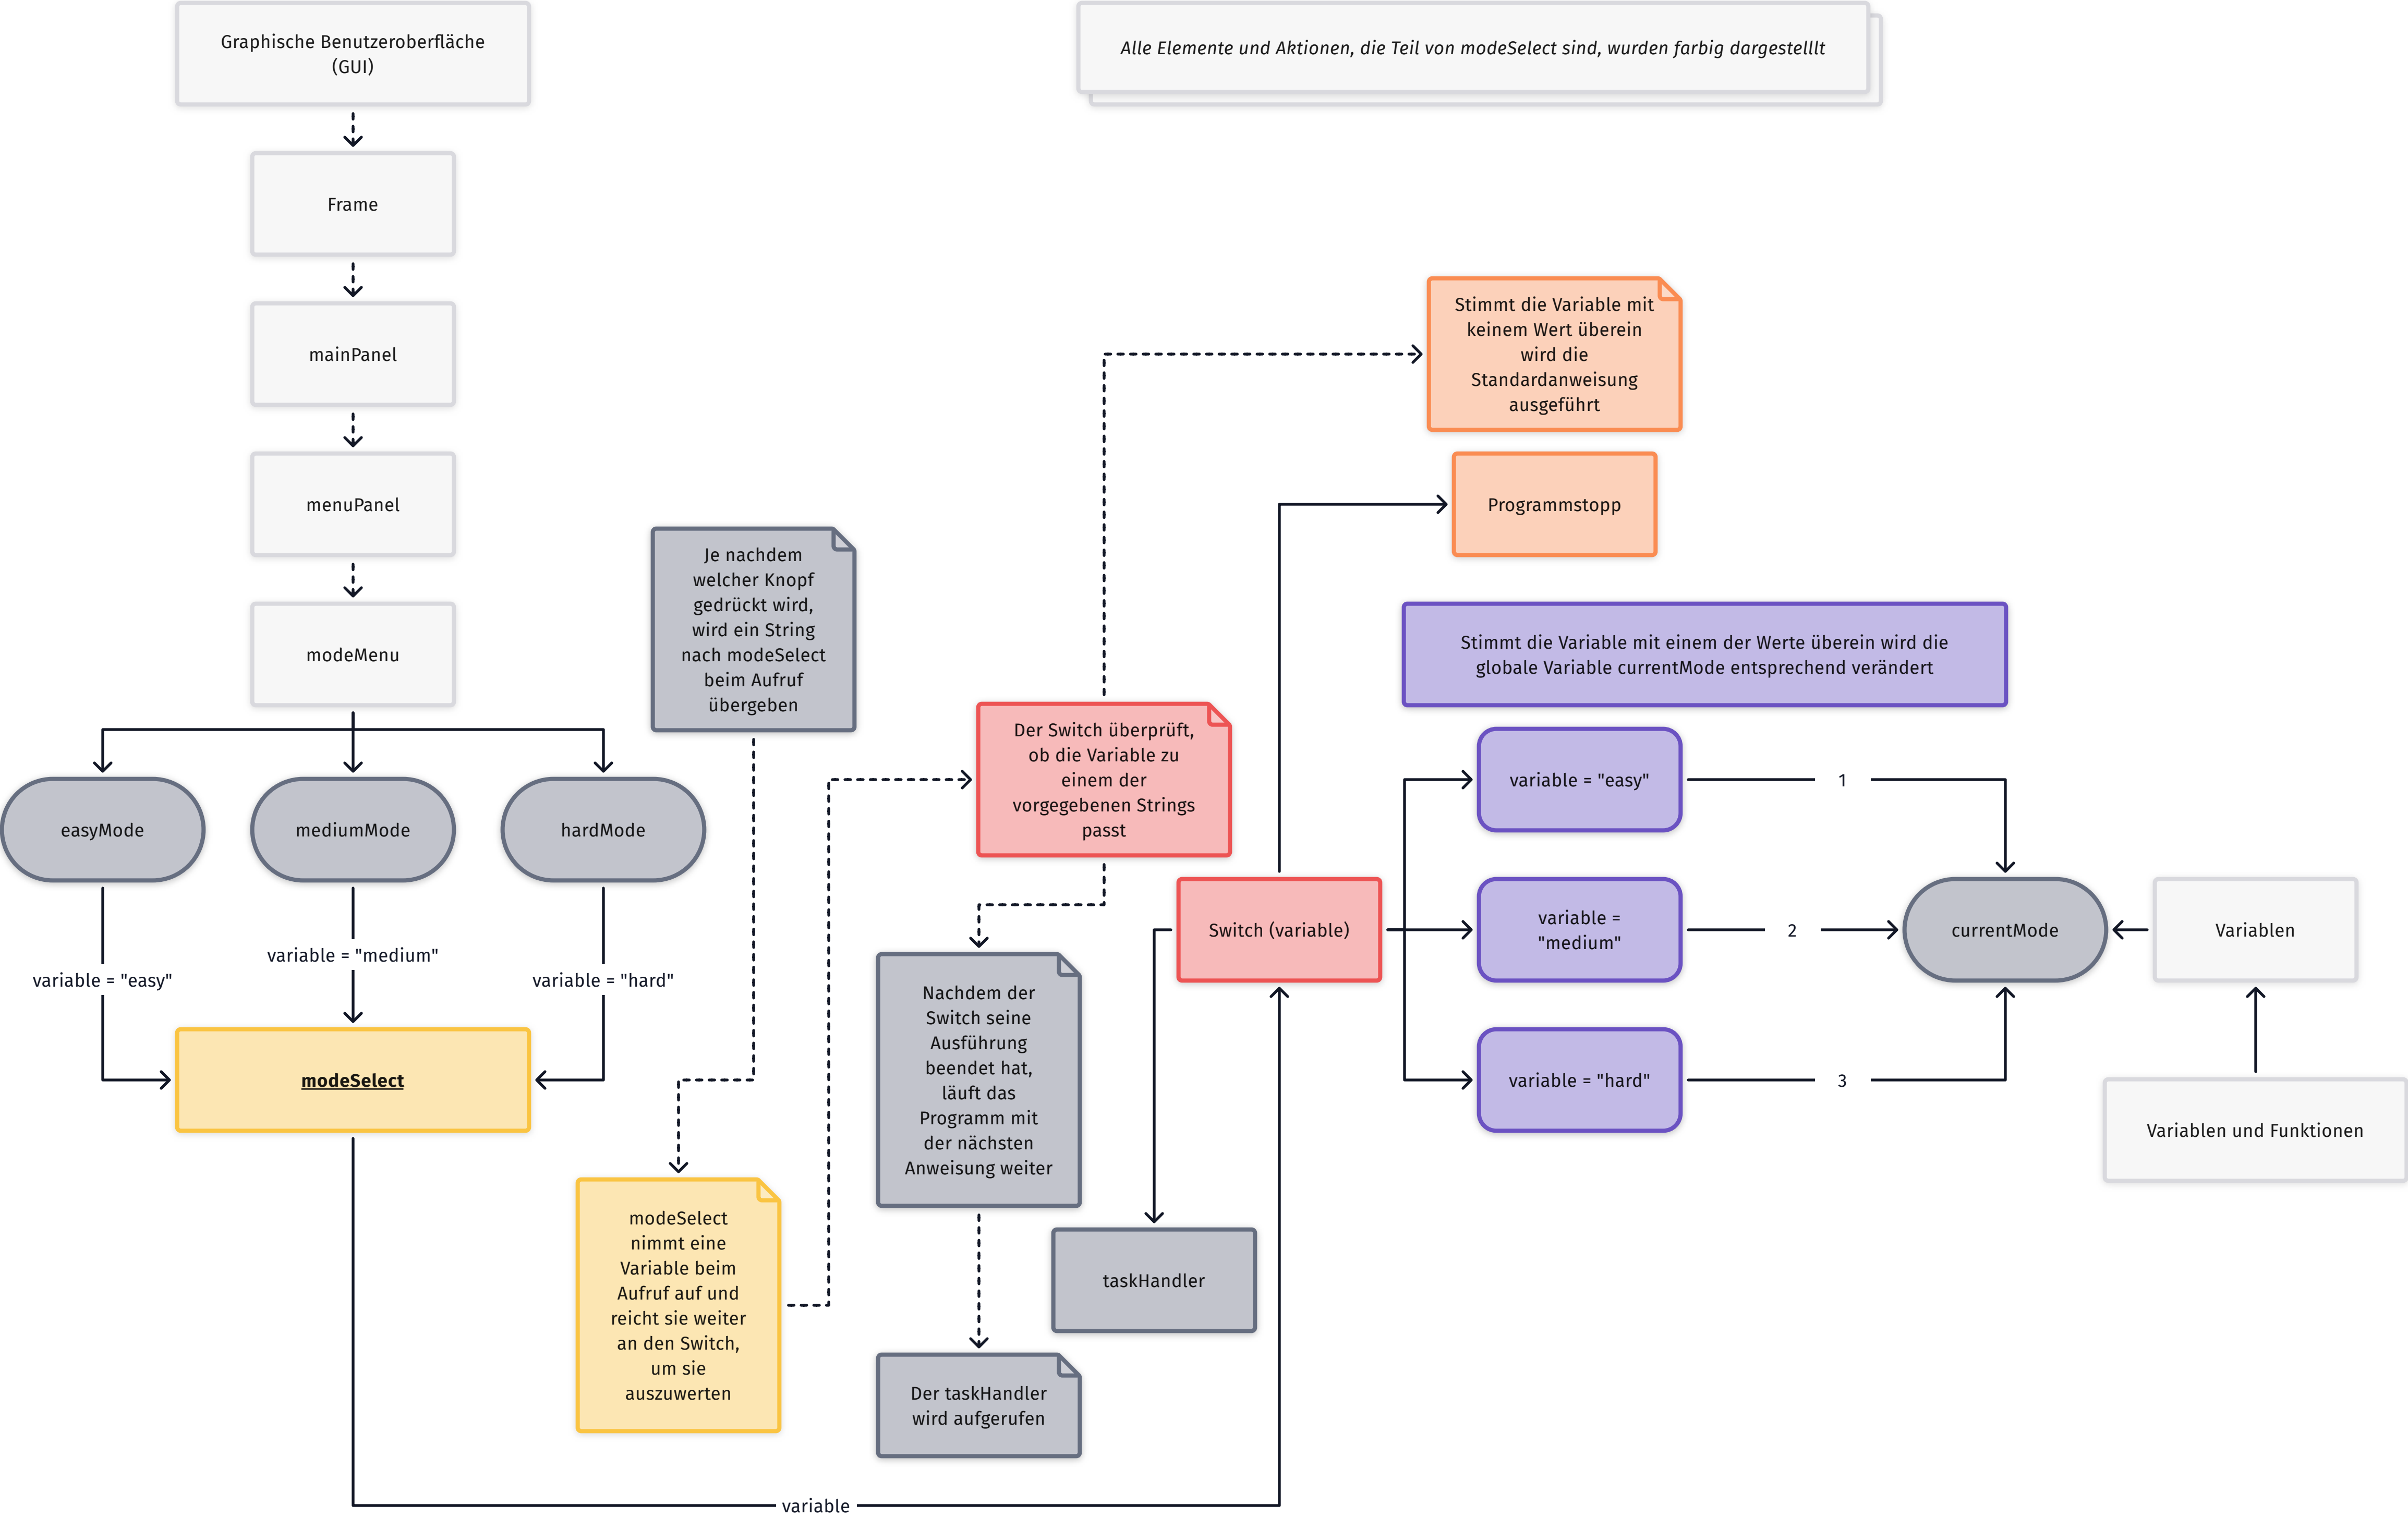 Graphische Benutzeroberfläche
(GUI)
Alle Elemente und Aktionen, die Teil von modeSelect sind, wurden farbig dargestelllt
Frame
mainPanel
menuPanel
modeMenu
easyMode
mediumMode
hardMode
variable = "easy"
variable = "medium"
variable = "hard"
modeSelect
Je nachdem
welcher Knopf
gedrückt wird,
wird ein String
nach modeSelect
beim Aufruf
übergeben
modeSelect
nimmt eine
Variable beim
Aufruf auf und
reicht sie weiter
an den Switch,
um sie
auszuwerten
variable
Der Switch überprüft,
ob die Variable zu
einem der
vorgegebenen Strings
passt
Nachdem der
Switch seine
Ausführung
beendet hat,
läuft das
Programm mit
der nächsten
Anweisung weiter
Der taskHandler
wird aufgerufen
taskHandler
Switch (variable)
Stimmt die Variable mit
keinem Wert überein
wird die
Standardanweisung
ausgeführt
Programmstopp
Stimmt die Variable mit einem der Werte überein wird die
globale Variable currentMode entsprechend verändert
variable = "easy"
1
variable =
"medium"
2
variable = "hard"
3
currentMode
Variablen
Variablen und Funktionen